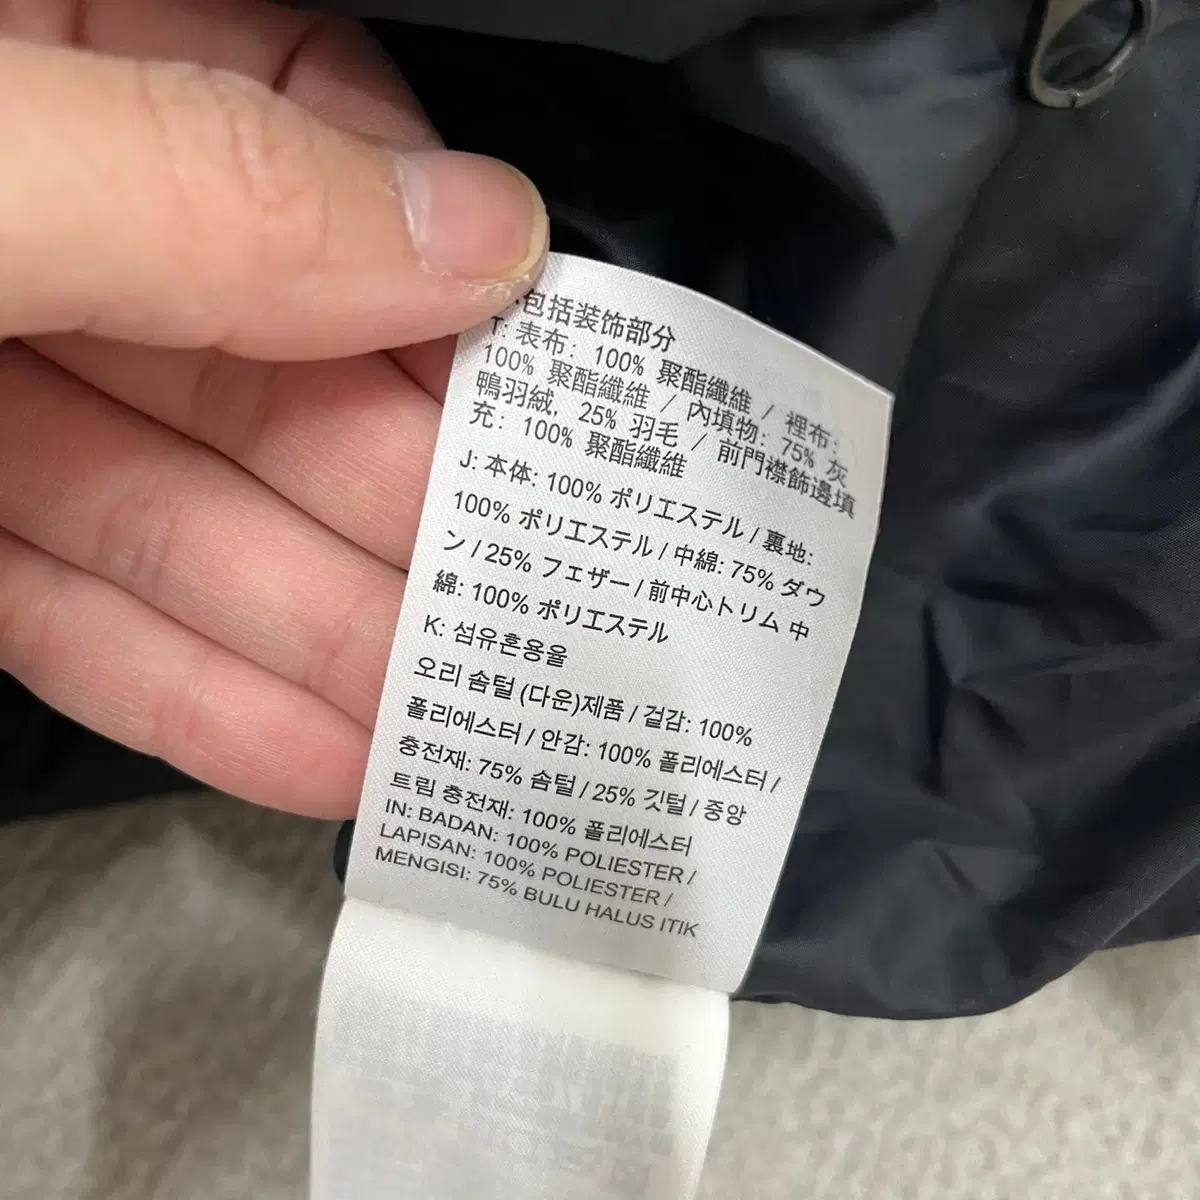 包括装饰部分
T: 表布: 100% 聚酯纖維 / 裡布:
100% 聚酯纖維 / 內填物: 75% 灰
鴨羽絨, 25% 羽毛 / 前門襟飾邊填
充: 100% 聚酯纖維
J: 本体: 100% ポリエステル / 裏地:
100% ポリエステル / 中綿: 75% ダウ
ン / 25% フェザー / 前中心トリム 中
綿: 100% ポリエステル
K: 섬유혼용율
오리 솜털 (다운)제품 / 겉감: 100%
폴리에스터 / 안감: 100% 폴리에스터 /
충전재: 75% 솜털 / 25% 깃털 / 중앙
트림 충전재: 100% 폴리에스터
IN: BADAN: 100% POLIESTER /
LAPISAN: 100% POLIESTER /
MENGISI: 75% BULU HALUS ITIK